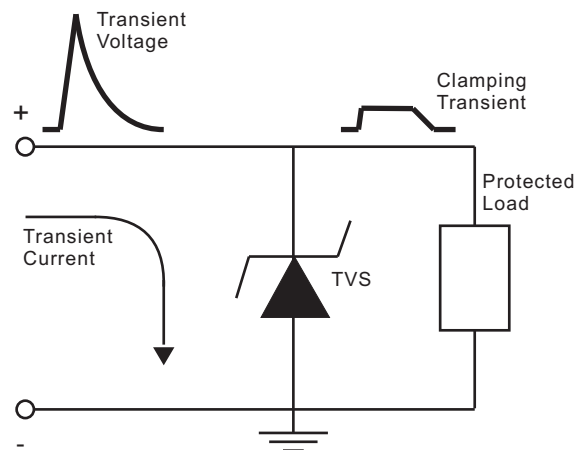 Transient
Voltage
Clamping
Transient
+
Protected
Load
Transient
Current
TVS
-